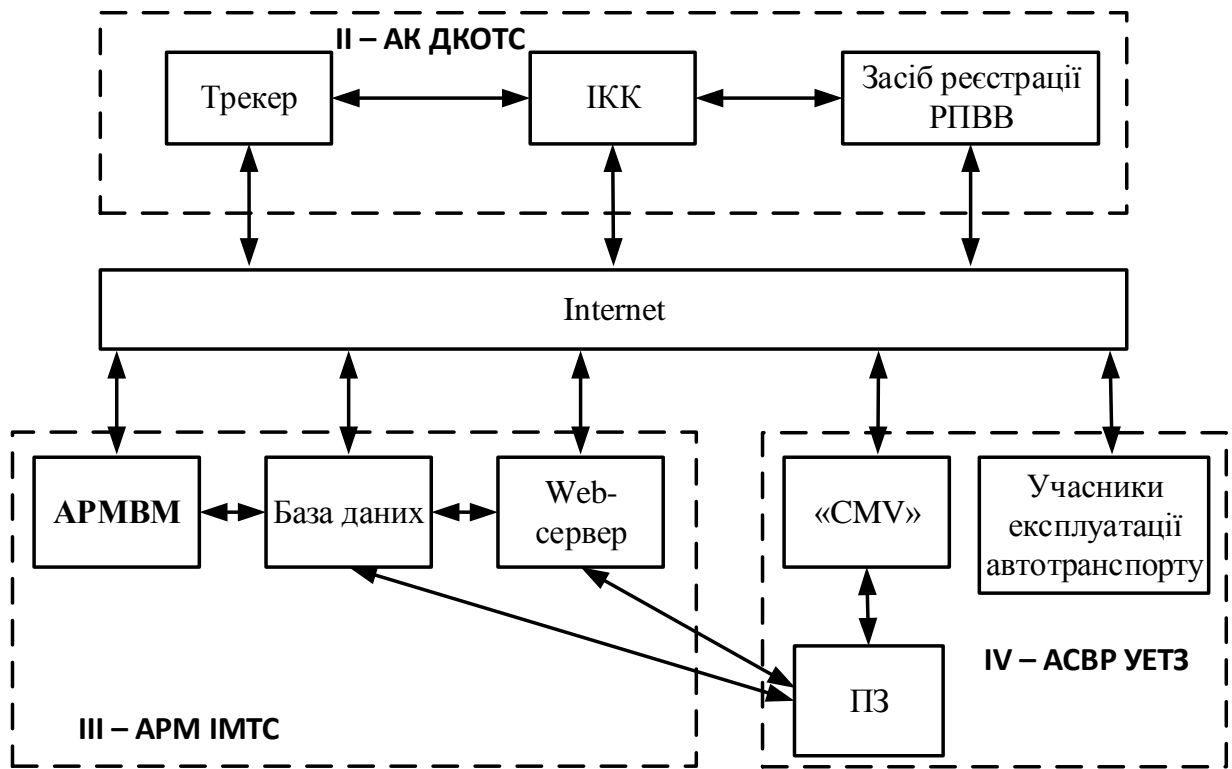 II – АК ДКОТС
Трекер
ІКК
Засіб реєстрації
РПВВ
Internet
АРМВМ
База даних
Web-
сервер
«CMV»
Учасники
експлуатації
автотранспорту
ПЗ
III – АРМ ІМТС
IV – АСВР УЕТЗ